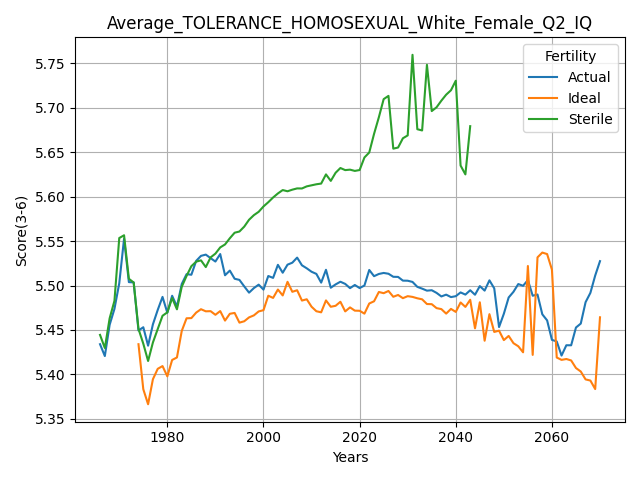 Average_TOLERANCE_HOMOSEXUAL_White_Female_Q2_IQ
Fertility
Actual
Ideal
Sterile
Score(3-6)
5.75
5.70
5.65
5.60
5.55
5.50
5.45
5.40
5.35
1980
2000
2020
2040
2060
Years